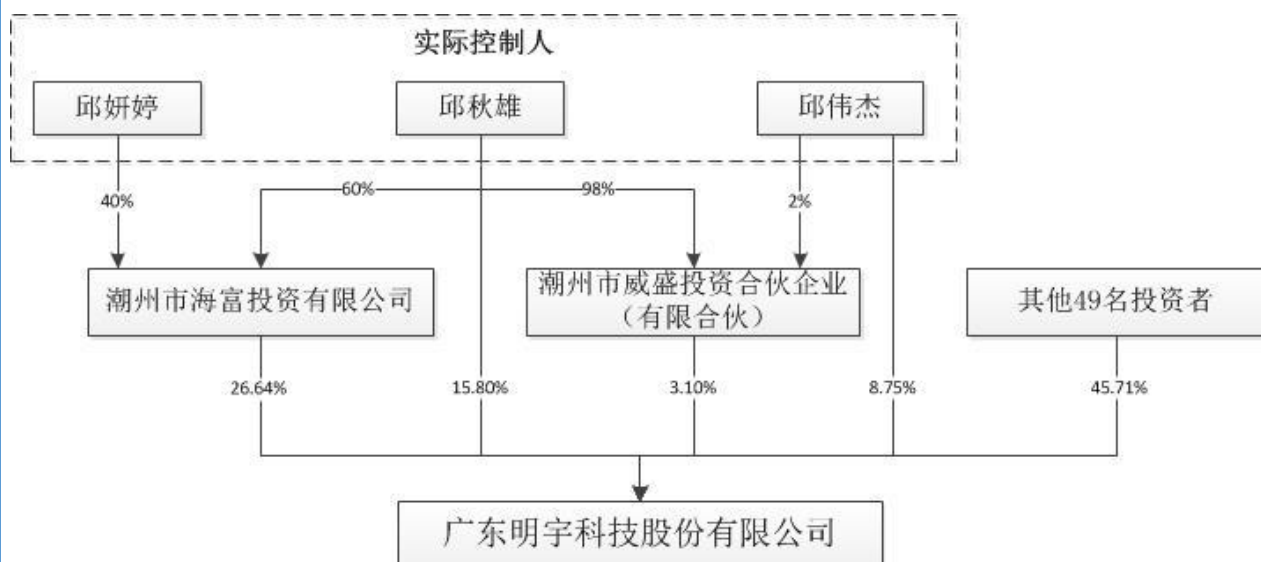 实际控制人
邱妍婷
邱秋雄
邱伟杰
40%
60%
98%
2%
潮州市海富投资有限公司
潮州市威盛投资合伙企业
（有限合伙）
其他49名投资者
26.64%
15.80%
3.10%
8.75%
45.71%
广东明宇科技股份有限公司